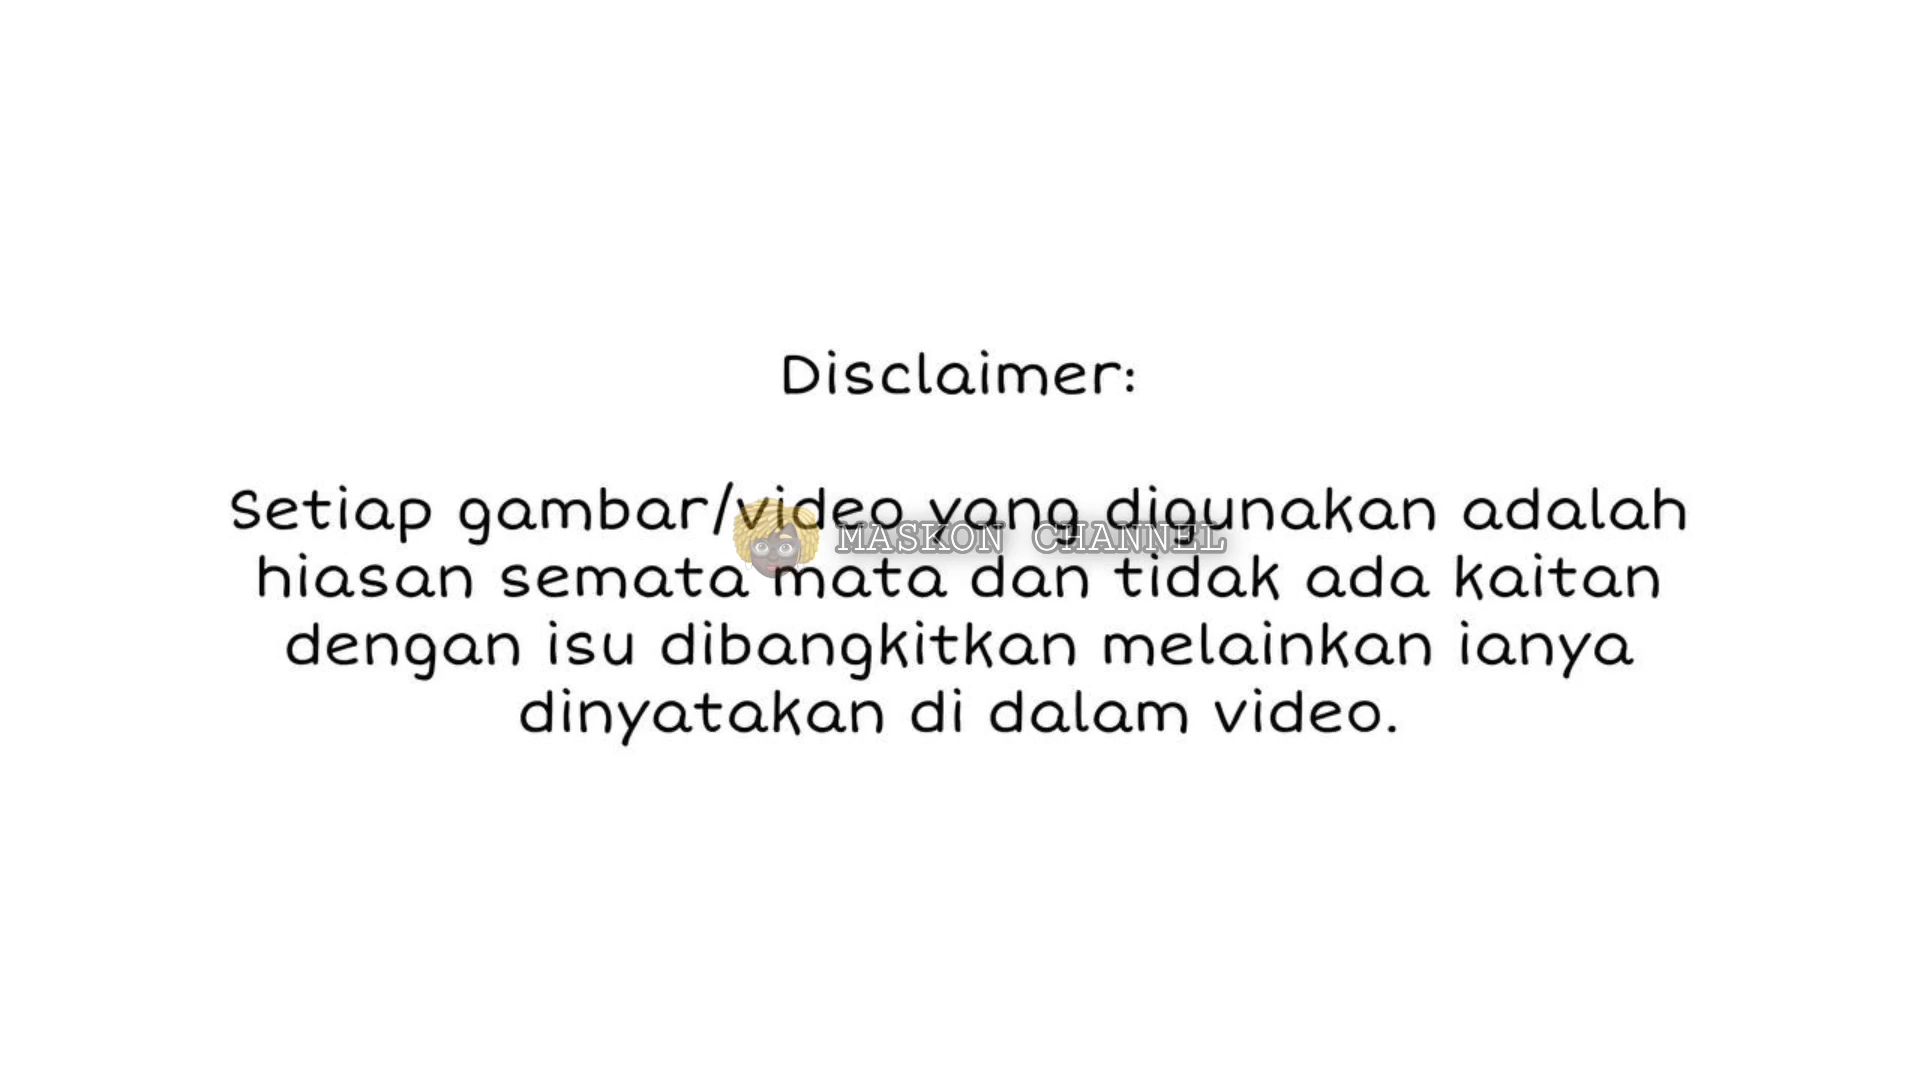 Disclaimer:
Setiap gambar/video yang digunakan adalah
MASKON CHANNEL
hiasan semata mata dan tidak ada kaitan
dengan isu dibangkitkan melainkan ianya
dinyatakan di dalam video.